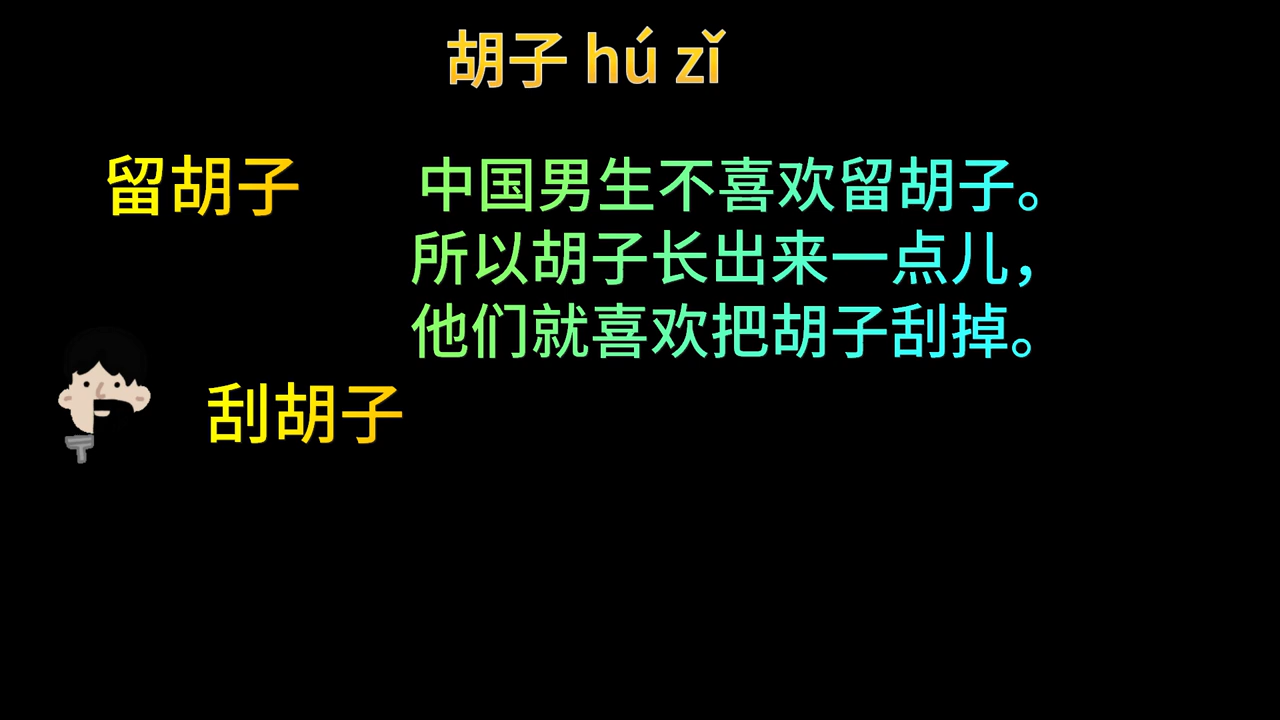 胡子 hú zǐ
留胡子
中国男生不喜欢留胡子。
所以胡子长出来一点儿，
他们就喜欢把胡子刮掉。
刮胡子